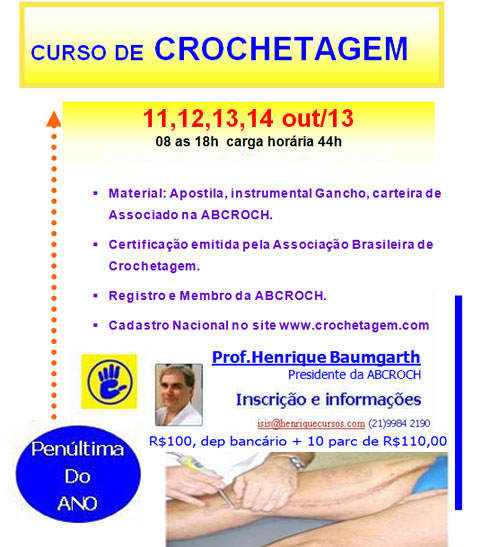 CURSO DE CROCHETAGEM
11,12,13,14 out/13
08 as 18h carga horária 44h
Material: Apostila, instrumental Gancho, carteira de
Associado na ABCROCH.
Certificação emitida pela Associação Brasileira de
Crochetagem.
Registro e Membro da ABCROCH.
Cadastro Nacional no site www.crochetagem.com
Prof.Henrique Baumgarth
Presidente da ABCROCH
Inscrição e informações
isis@henriquecursos.com (21)9984 2190
R$100, dep bancário + 10 parc de R$110,00
Penúltima
Do
ANO